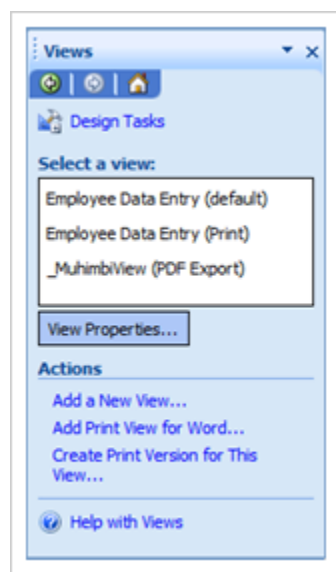 Views
Design Tasks
Select a view:
Employee Data Entry (default)
Employee Data Entry (Print)
_MuhimbiView (PDF Export)
View Properties...
Actions
Add a New View...
Add Print View for Word...
Create Print Version for This
View...
Help with Views